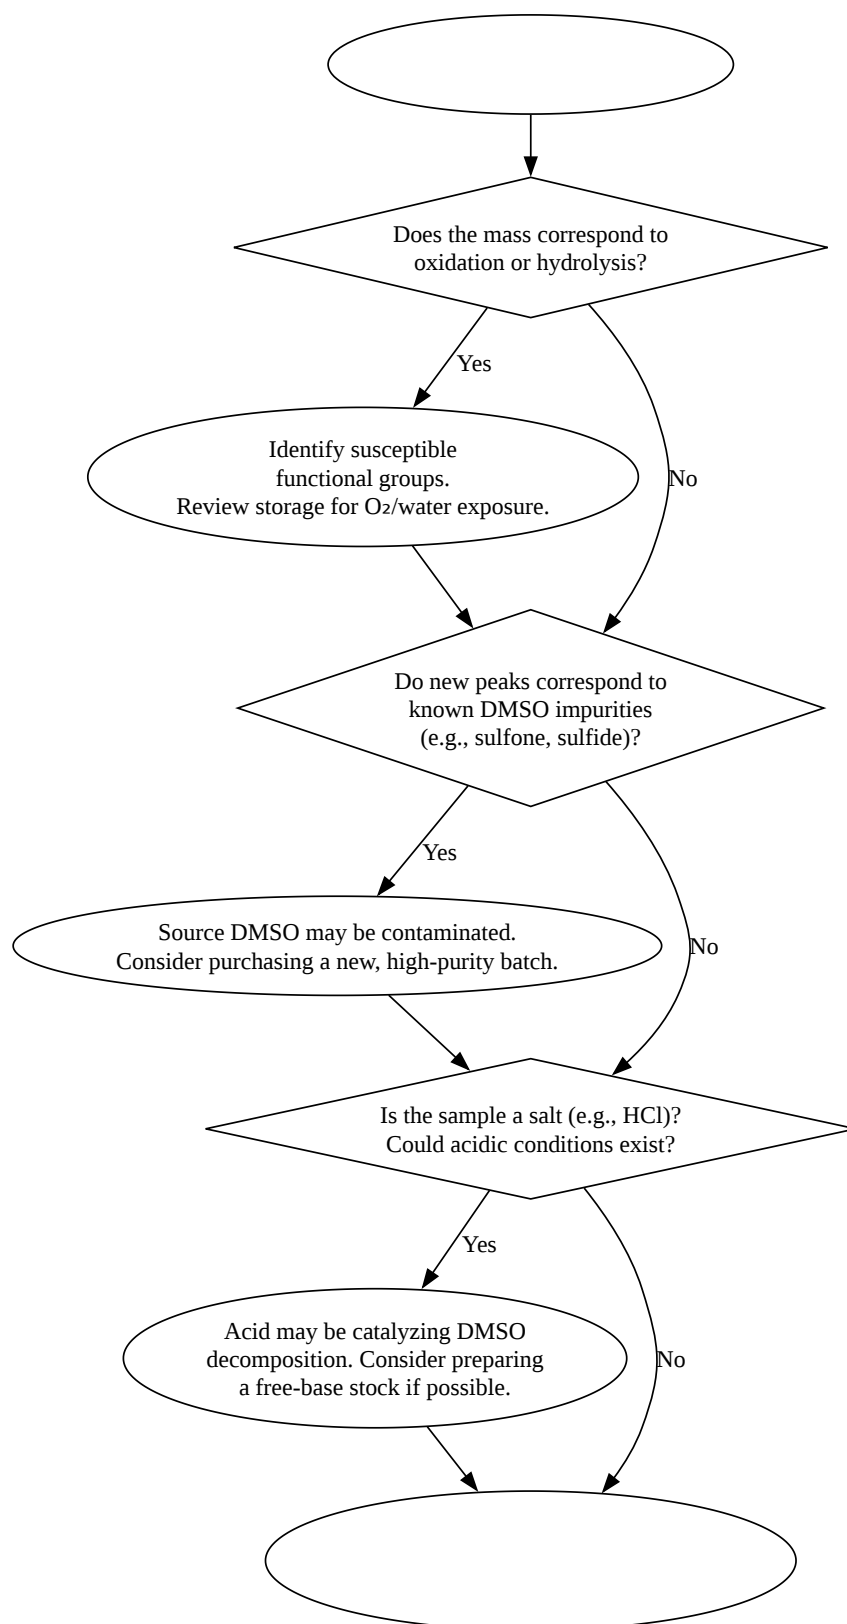 Does the mass correspond to
oxidation or hydrolysis?
Yes
Identify susceptible
functional groups.
Review storage for O₂/water exposure.
No
Do new peaks correspond to
known DMSO impurities
(e.g., sulfone, sulfide)?
Yes
Source DMSO may be contaminated.
Consider purchasing a new, high-purity batch.
No
Is the sample a salt (e.g., HCl)?
Could acidic conditions exist?
Yes
Acid may be catalyzing DMSO
decomposition. Consider preparing
a free-base stock if possible.
No